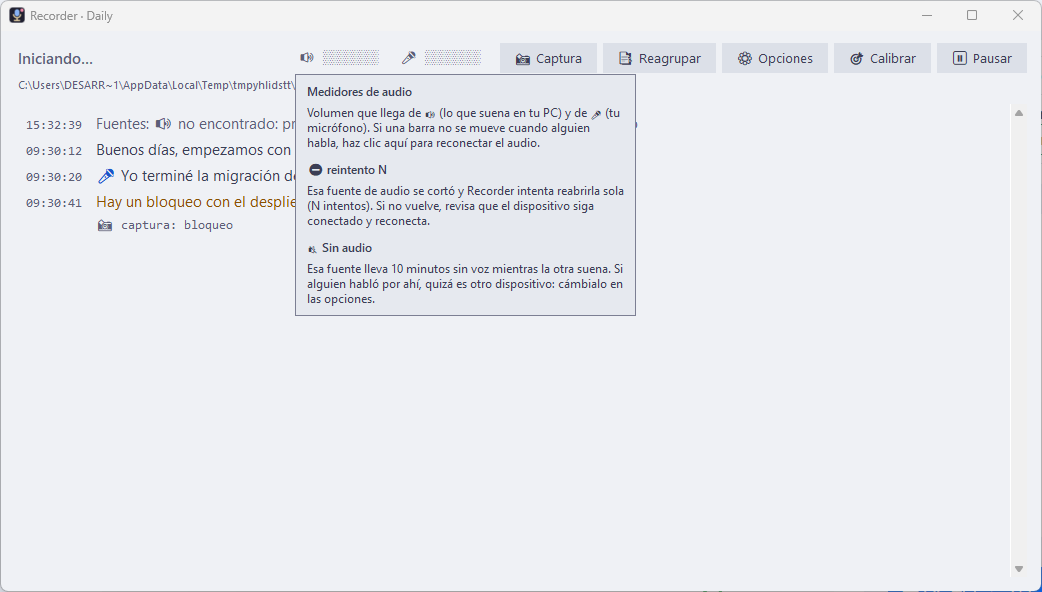 Recorder · Daily
Iniciando...
Captura
Reagrupar
Opciones
Calibrar
Pausar
C:\Users\DESARR~1\AppData\Local\Temp\tmpyhlidstt\
15:32:39 Fuentes: no encontrado:
09:30:12 Buenos días, empezamos con
09:30:20 Yo terminé la migración
09:30:41 Hay un bloqueo con el
captura: bloqueo
Medidores de audio
Volumen que llega de (lo que suena en tu PC) y de (tu
micrófono). Si una barra no se mueve cuando alguien
habla, haz clic aquí para reconectar el audio.
reintento N
Esa fuente de audio se cortó y Recorder intenta reabrirla sola
(N intentos). Si no vuelve, revisa que el dispositivo siga
conectado y reconecta.
Sin audio
Esa fuente lleva 10 minutos sin voz mientras la otra suena. Si
alguien habló por ahí, quizá es otro dispositivo: cámbialo en
las opciones.